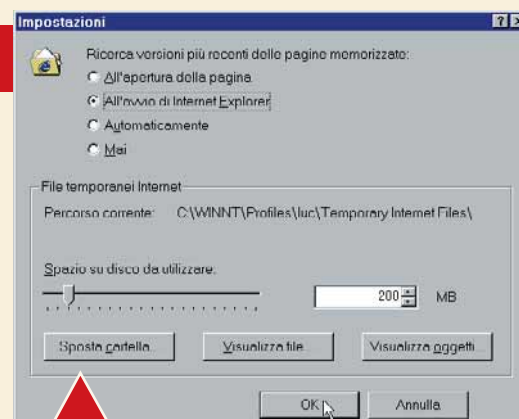 Impostazioni
Ricerca versioni più recenti delle pagine memorizzate:
All'apertura della pagina
All'avvio di Internet Explorer
Automaticamente
Mai
File temporanei Internet
Percorso corrente: C:\WINNT\Profiles\luc\Temporary Internet Files\
Spazio su disco da utilizzare:
200 MB
Sposta cartella... Visualizza file... Visualizza oggetti...
OK Annulla